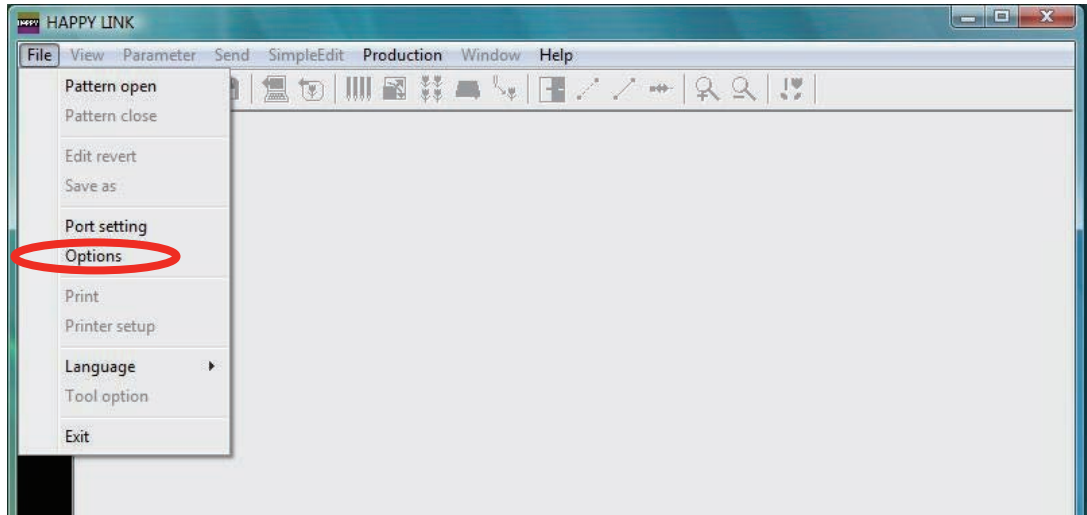 HAPPY LINK
File View Parameter Send SimpleEdit Production Window Help
Pattern open
Pattern close
Edit revert
Save as
Port setting
Options
Print
Printer setup
Language
Tool option
Exit